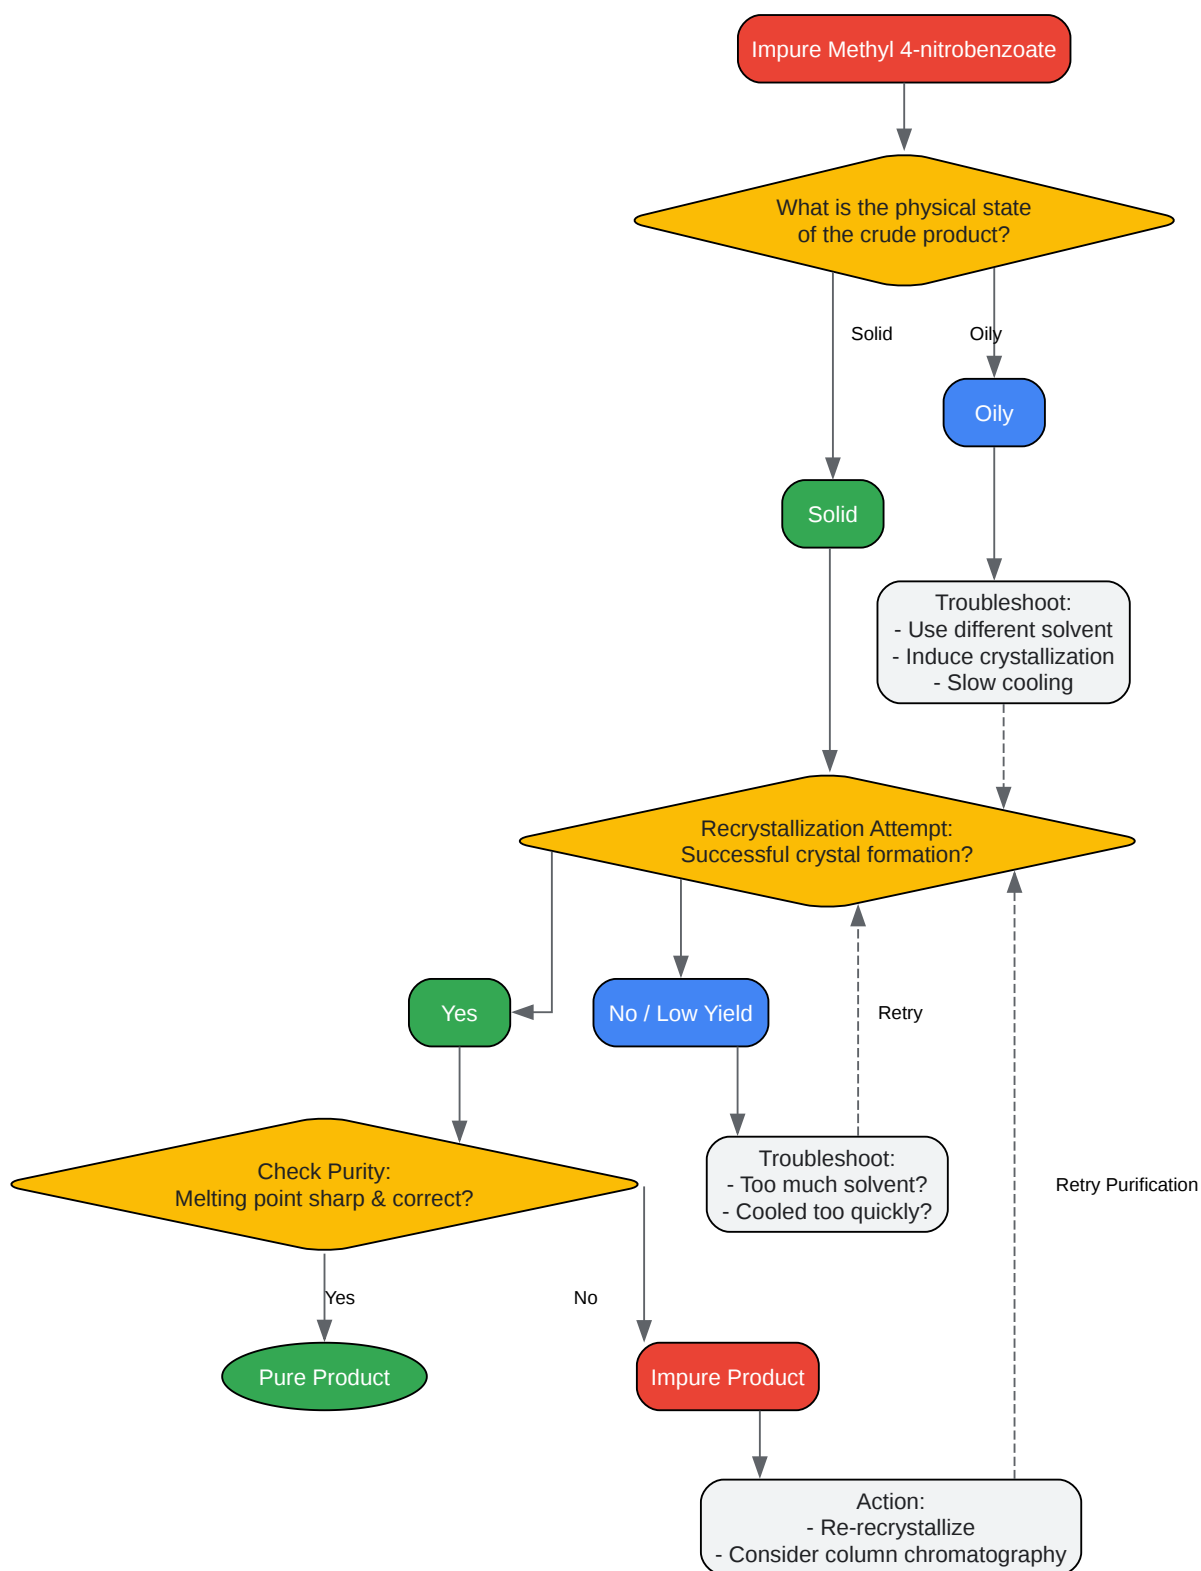 Impure Methyl 4-nitrobenzoate
What is the physical state
of the crude product?
Solid
Oily
Oily
Solid
Troubleshoot:
- Use different solvent
- Induce crystallization
- Slow cooling
Recrystallization Attempt:
Successful crystal formation?
Yes
No / Low Yield
Retry
Troubleshoot:
- Too much solvent?
- Cooled too quickly?
Check Purity:
Melting point sharp & correct?
Retry Purification
Yes
No
Pure Product
Impure Product
Action:
- Re-recrystallize
- Consider column chromatography